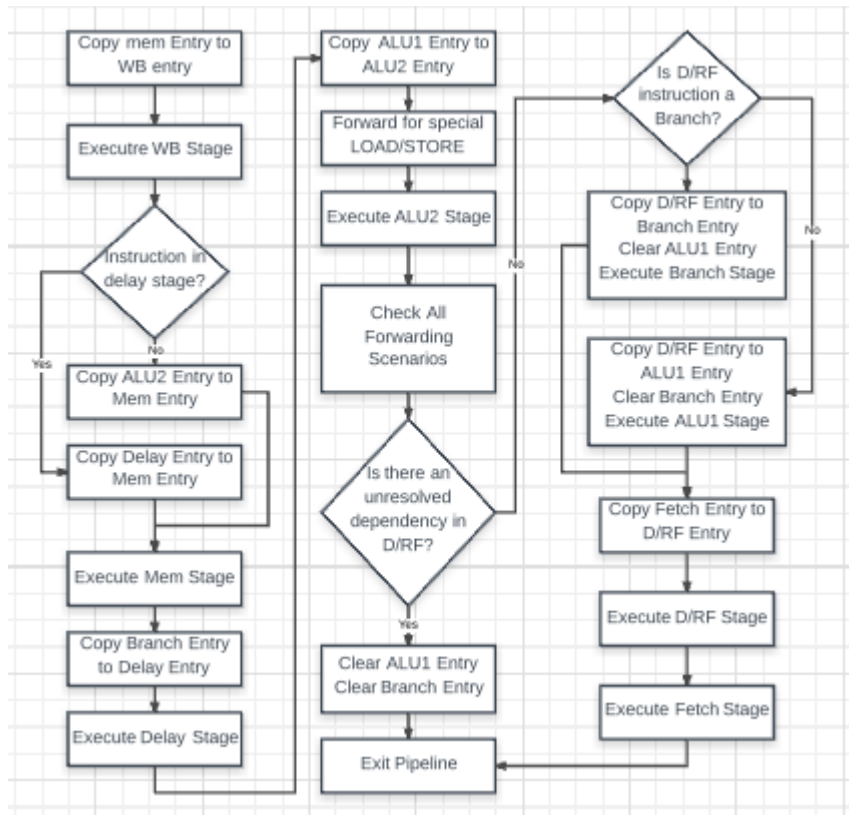 Copy mem Entry to
WB entry
Executre WB Stage
Instruction in
delay stage?
Yes
No
Copy ALU2 Entry to
Mem Entry
Copy Delay Entry to
Mem Entry
Execute Mem Stage
Copy Branch Entry
to Delay Entry
Execute Delay Stage
Copy ALU1 Entry to
ALU2 Entry
Forward for special
LOAD/STORE
Execute ALU2 Stage
Check All
Forwarding
Scenarios
Is there an
unresolved
dependency in
D/RF?
No
Yes
Clear ALU1 Entry
Clear Branch Entry
Exit Pipeline
Is D/RF
instruction a
Branch?
No
Copy D/RF Entry to
Branch Entry
Clear ALU1 Entry
Execute Branch Stage
Copy D/RF Entry to
ALU1 Entry
Clear Branch Entry
Execute ALU1 Stage
Copy Fetch Entry to
D/RF Entry
Execute D/RF Stage
Execute Fetch Stage